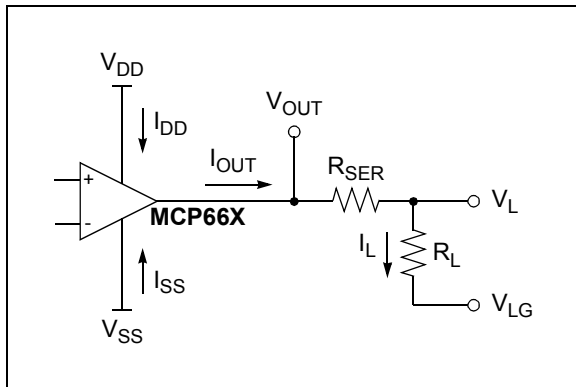 V_DD
I_DD
V_OUT
I_OUT
R_SER
+
-
MCP66X
V_L
I_L
R_L
I_SS
V_LG
V_SS